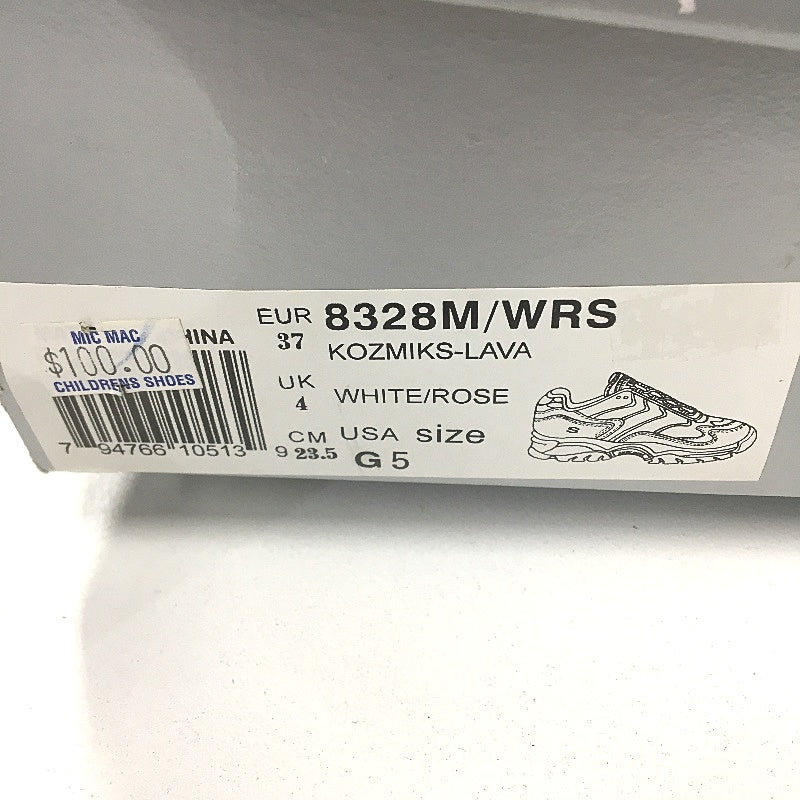 MIC MAC
$100.00
CHILDRENS SHOES
HINA
7 94766 10513 9
EUR
37
UK
4
CM
23.5
8328M/WRS
KOZMIKS-LAVA
WHITE/ROSE
USA size
G 5
S